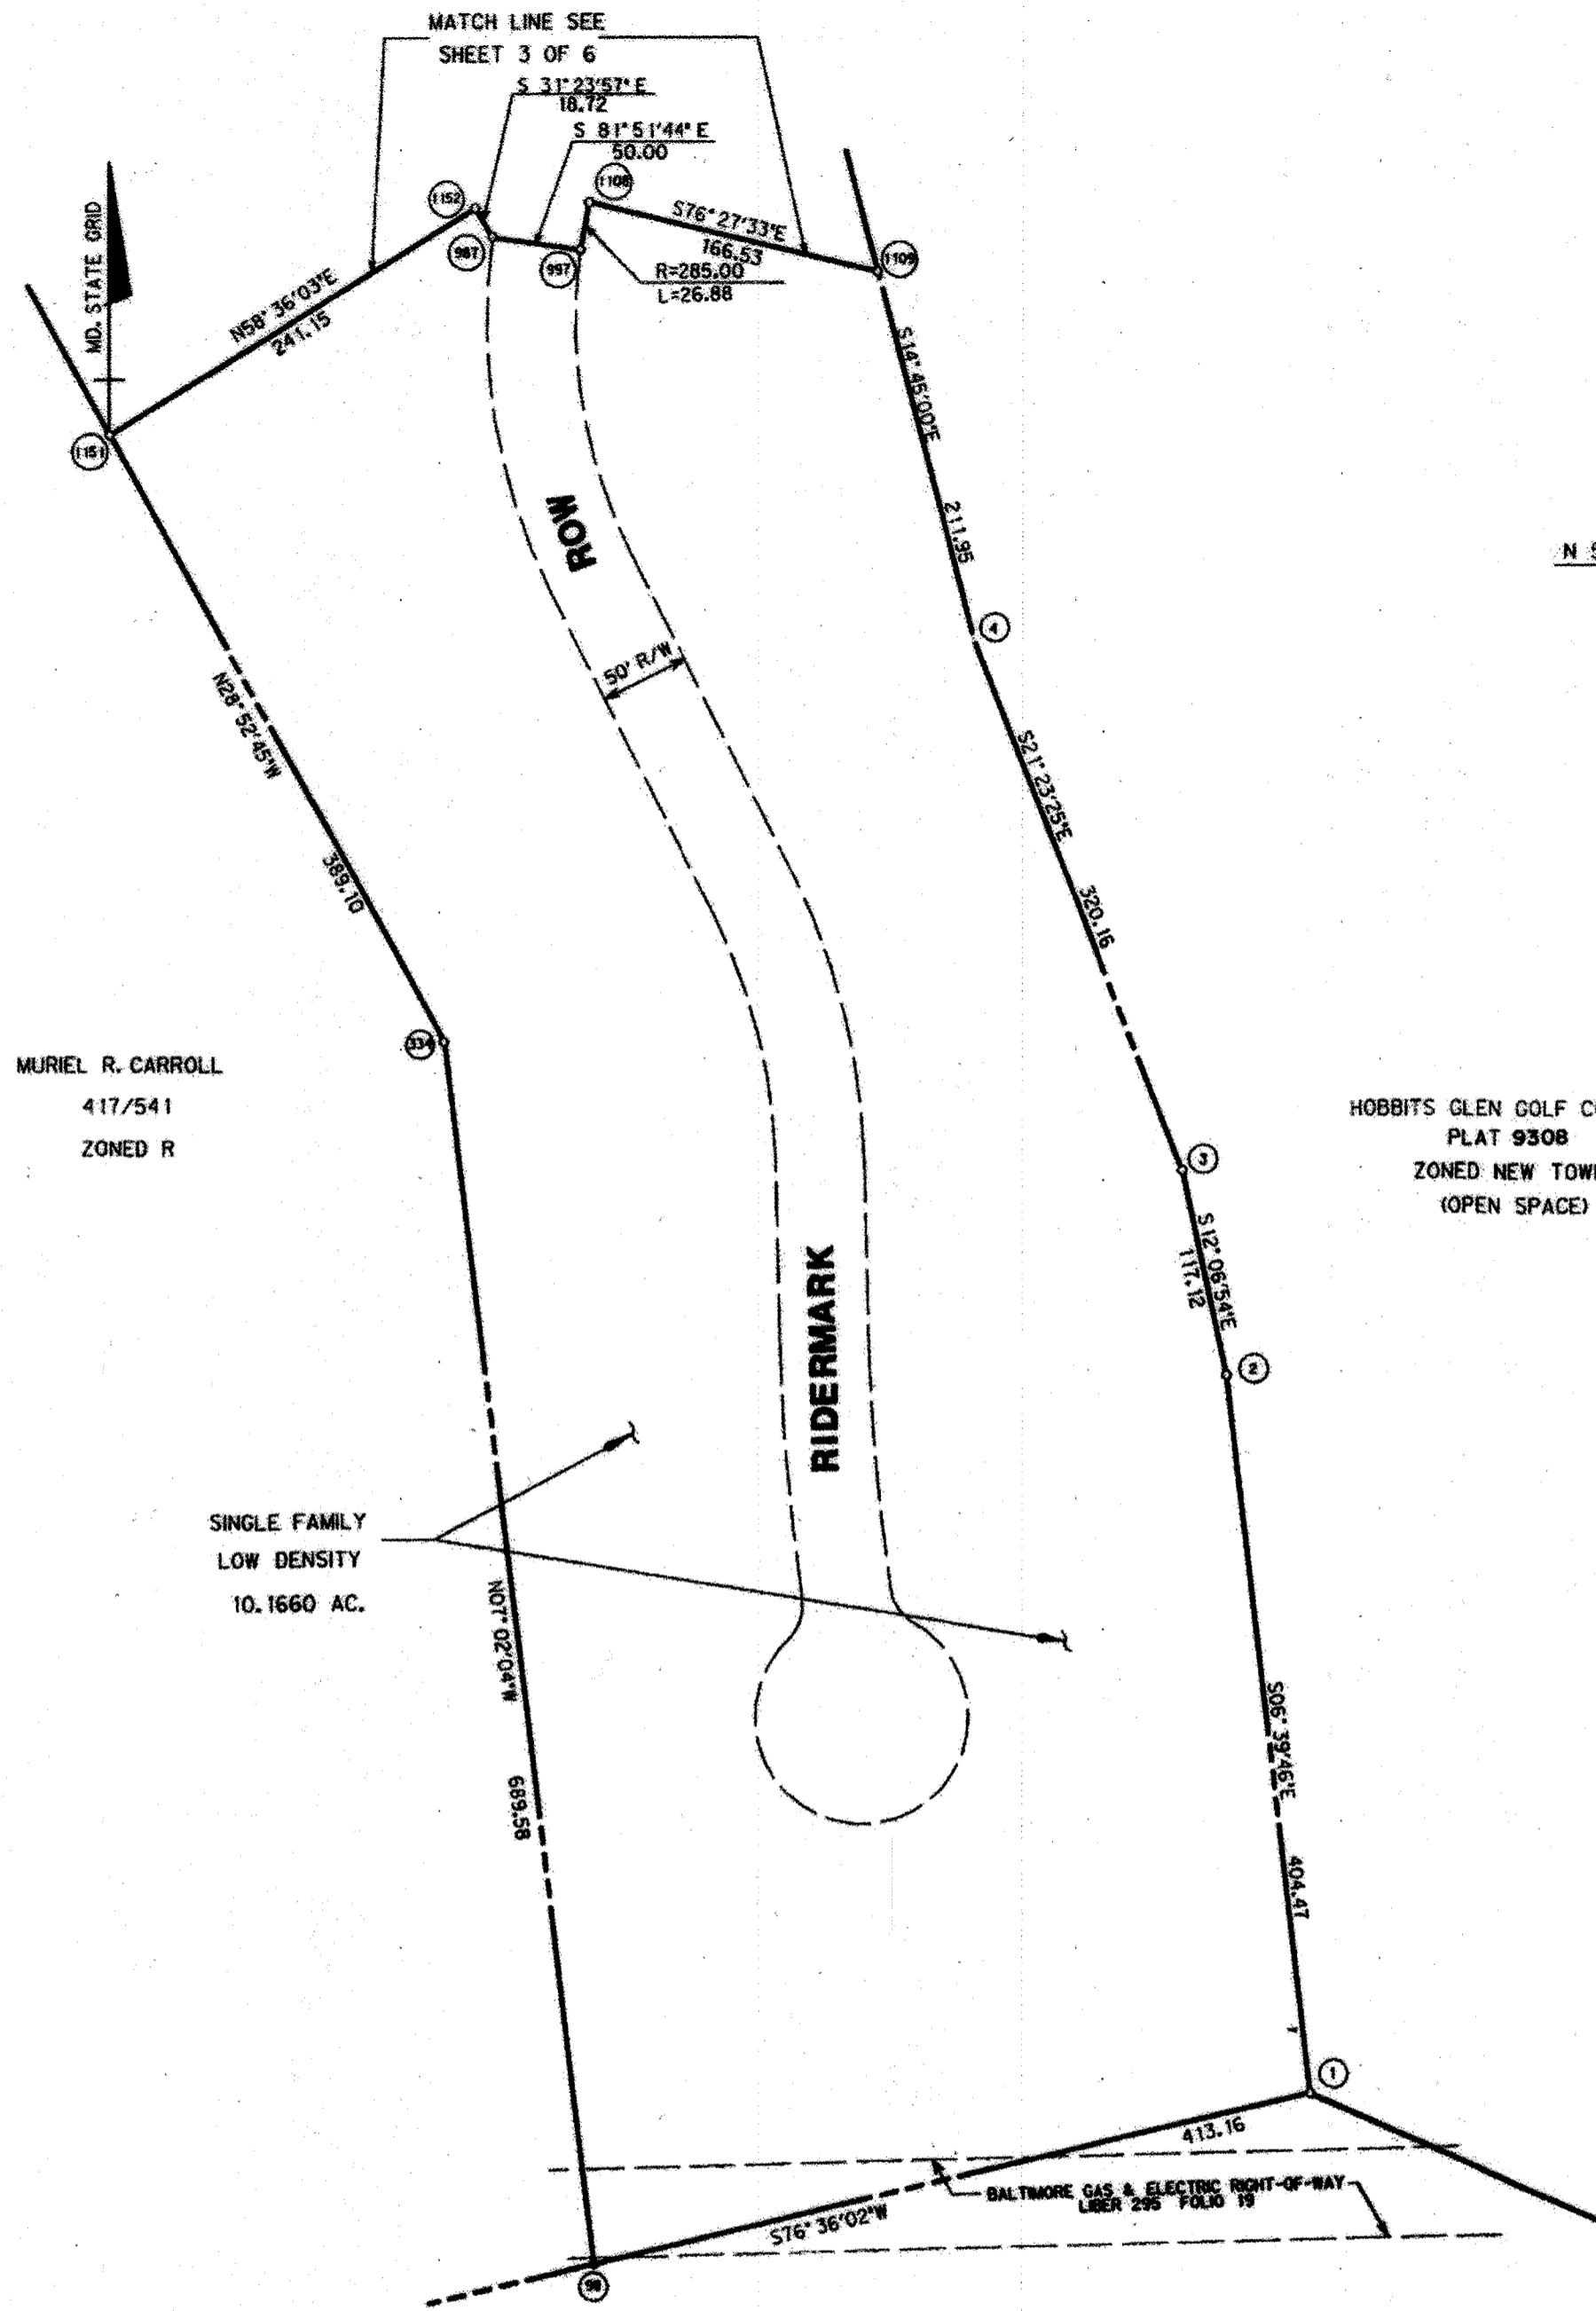 MATCH LINE SEE
SHEET 3 OF 6
S 31°23'57" E
18.72
S 81°51'44" E
50.00
1108
1152
987
997
S76°27'33"E
166.53
R=285.00
L=26.88
1109
MD. STATE GRID
N58°36'03"E
241.15
1151
S14°45'00"E
211.95
ROW
N
4
50' R/W
N28°52'45"W
389.10
S21°23'25"E
320.16
334
MURIEL R. CARROLL
417/541
ZONED R
HOBBITS GLEN GOLF
PLAT 9308
ZONED NEW
(OPEN SPACE)
3
S12°06'54"E
117.12
2
RIDERMARK
SINGLE FAMILY
LOW DENSITY
10.1660 AC.
N07°02'04"W
689.58
S06°39'46"E
404.47
1
413.16
BALTIMORE GAS & ELECTRIC RIGHT-OF-WAY
LIBER 295 FOLIO 19
S76°36'02"W
98